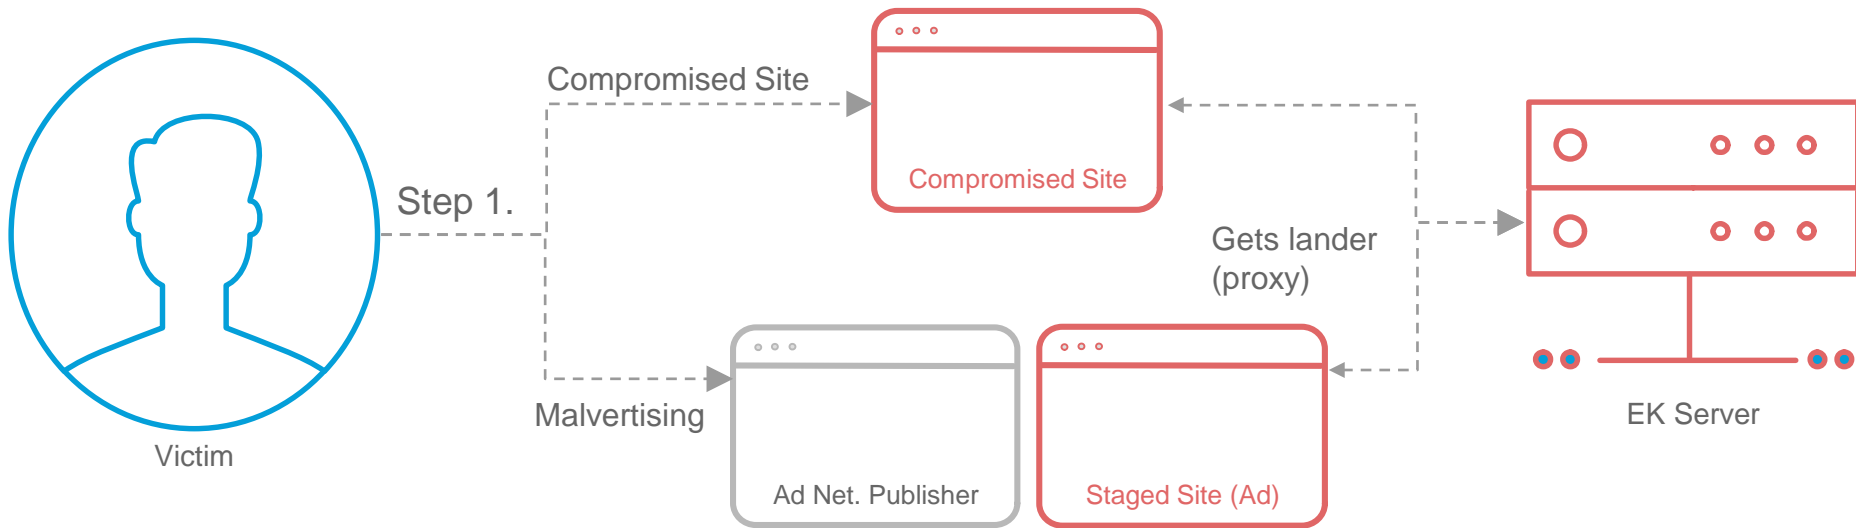 Compromised Site
Compromised Site
Step 1.
Gets lander
(proxy)
Malvertising
EK Server
Victim
Ad Net. Publisher
Staged Site (Ad)